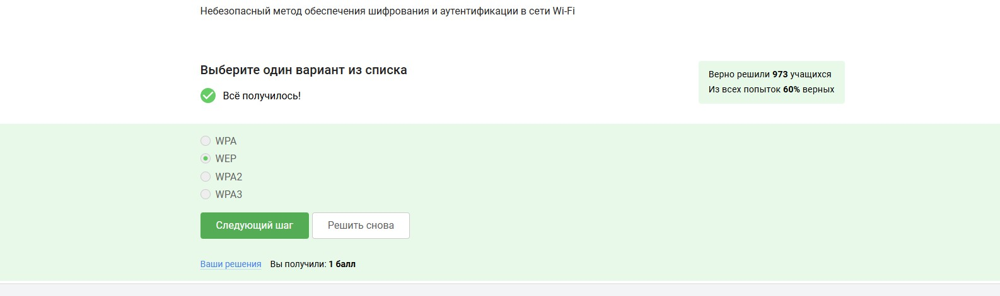 Небезопасный метод обеспечения шифрования и аутентификации в сети Wi-Fi
Выберите один вариант из списка
Всё получилось!
Верно решили 973 учащихся
Из всех попыток 60% верных
WPA
WEP
WPA2
WPA3
Следующий шаг
Решить снова
Ваши решения Вы получили: 1 балл